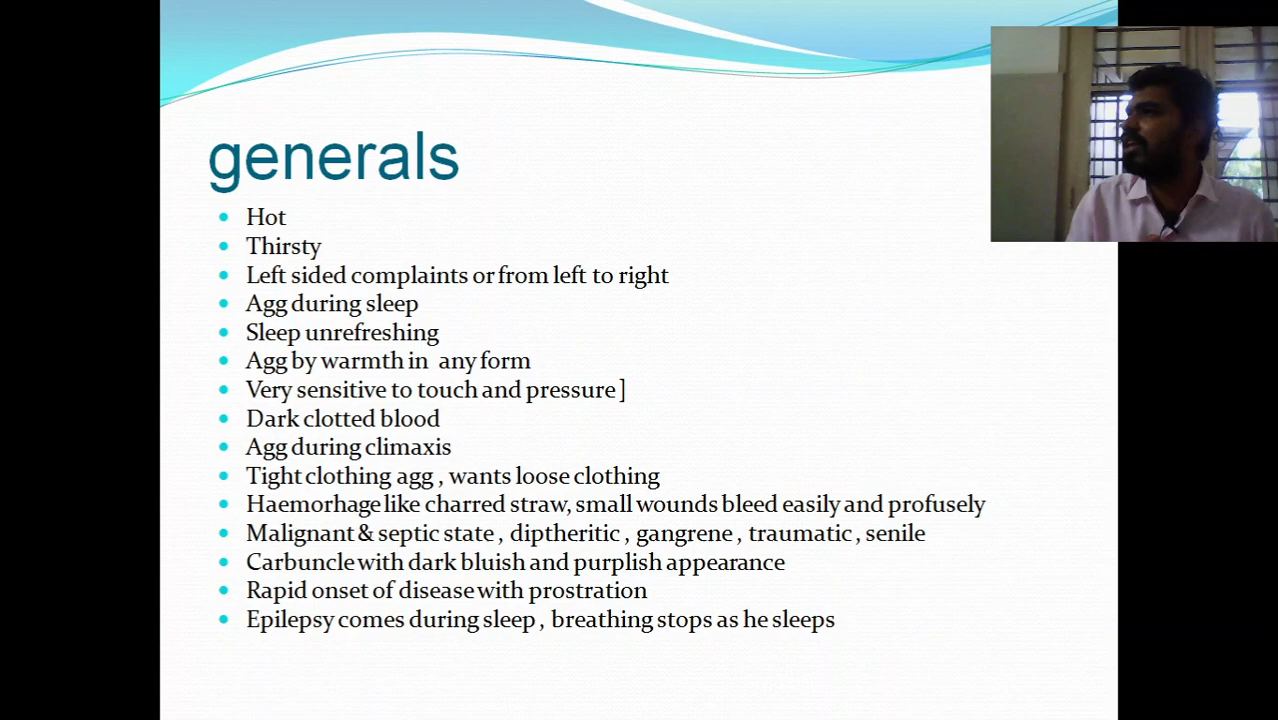 generals
Hot
Thirsty
Left sided complaints or from left to right
Agg during sleep
Sleep unrefreshing
Agg by warmth in any form
Very sensitive to touch and pressure ]
Dark clotted blood
Agg during climaxis
Tight clothing agg , wants loose clothing
Haemorhage like charred straw, small wounds bleed easily and profusely
Malignant & septic state , diptheritic , gangrene , traumatic , senile
Carbuncle with dark bluish and purplish appearance
Rapid onset of disease with prostration
Epilepsy comes during sleep , breathing stops as he sleeps